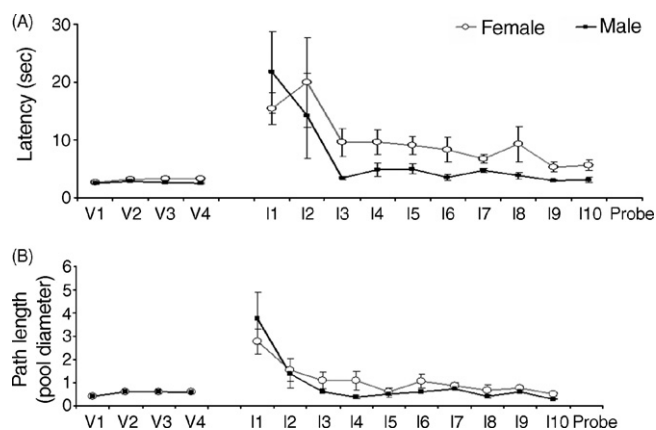 (A)
Female Male
Latency (sec)
30
20
10
0
V1 V2 V3 V4 I1 I2 I3 I4 I5 I6 I7 I8 I9 I10 Probe
(B)
Path length
(pool diameter)
6
5
4
3
2
1
0
V1 V2 V3 V4 I1 I2 I3 I4 I5 I6 I7 I8 I9 I10 Probe